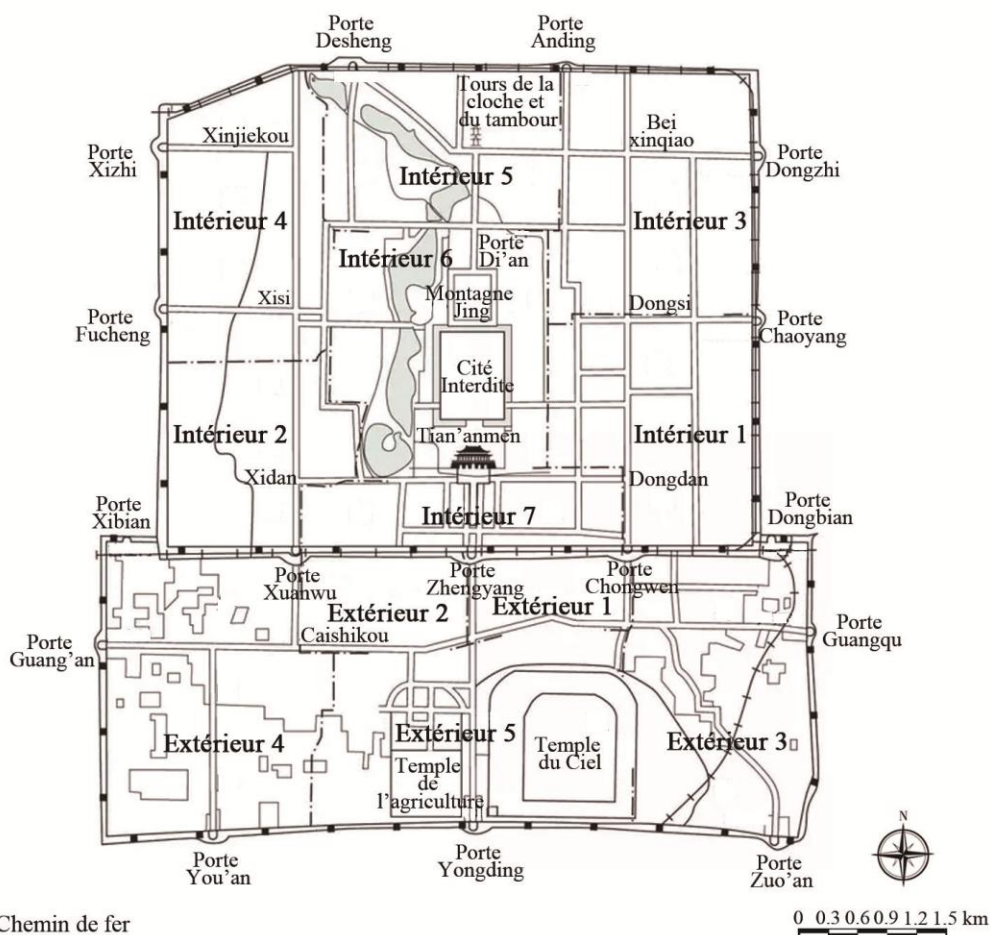 Porte
Desheng
Porte
Anding
Tours de la
cloche et
du tambour
Xinjiekou
Bei
xinqiao
Porte
Xizhi
Porte
Dongzhi
Intérieur 5
Intérieur 4
Intérieur 3
Porte
Di’an
Intérieur 6
Montagne
Jing
Xisi
Dongsi
Porte
Fucheng
Porte
Chaoyang
Cité
Interdite
Intérieur 2
Tian’anmen
Intérieur 1
Xidan
Dongdan
Porte
Xibian
Porte
Dongbian
Intérieur 7
Porte
Xuanwu
Porte
Zhengyang
Porte
Chongwen
Extérieur 2
Extérieur 1
Caishikou
Porte
Guang’an
Porte
Guangqu
Extérieur 4
Extérieur 5
Extérieur 3
Temple
de
l’agriculture
Temple
du Ciel
Porte
You’an
Porte
Yongding
Porte
Zuo’an
N
Chemin de fer
0 0.3 0.6 0.9 1.2 1.5 km